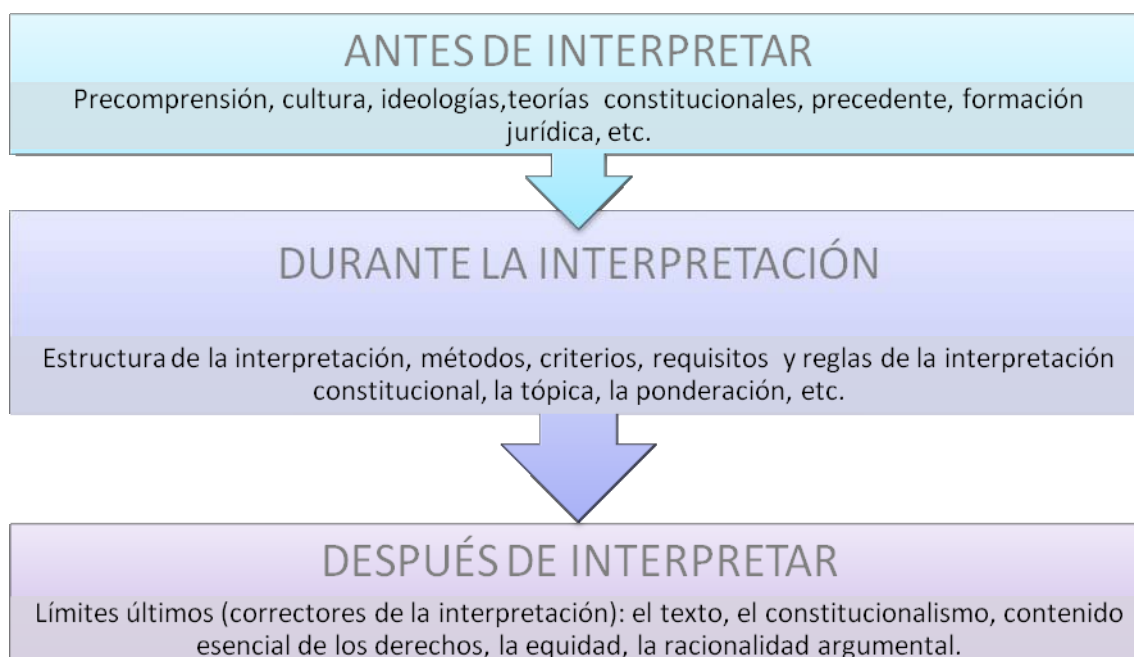 ANTES DE INTERPRETAR
Precomprensión, cultura, ideologías,teorías constitucionales, precedente, formación
jurídica, etc.
DURANTE LA INTERPRETACIÓN
Estructura de la interpretación, métodos, criterios, requisitos y reglas de la interpretación
constitucional, la tópica, la ponderación, etc.
DESPUÉS DE INTERPRETAR
Límites últimos (correctores de la interpretación): el texto, el constitucionalismo, contenido
esencial de los derechos, la equidad, la racionalidad argumental.